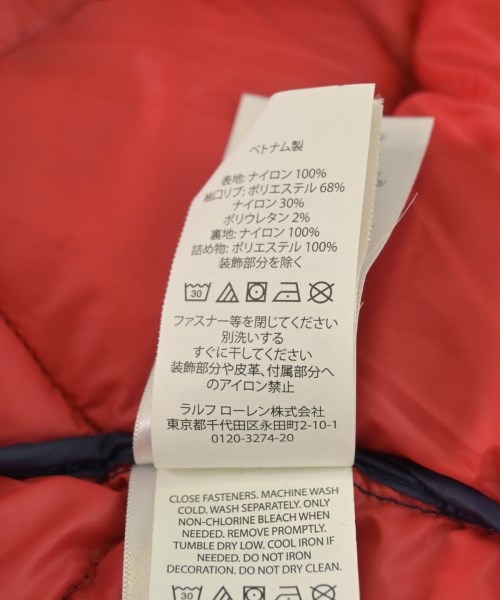 ベトナム製
表地: ナイロン 100%
袖口リブ: ポリエステル 68%
ナイロン 30%
ポリウレタン 2%
裏地: ナイロン 100%
詰め物: ポリエステル 100%
装飾部分を除く
30
ファスナー等を閉じてください
別洗いする
すぐに干してください
装飾部分や皮革、付属部分へ
のアイロン禁止
ラルフ ローレン株式会社
東京都千代田区永田町2-10-1
0120-3274-20
CLOSE FASTENERS. MACHINE WASH
COLD. WASH SEPARATELY. ONLY
NON-CHLORINE BLEACH WHEN
NEEDED. REMOVE PROMPTLY.
TUMBLE DRY LOW. COOL IRON IF
NEEDED. DO NOT IRON
DECORATION. DO NOT DRY CLEAN.
30